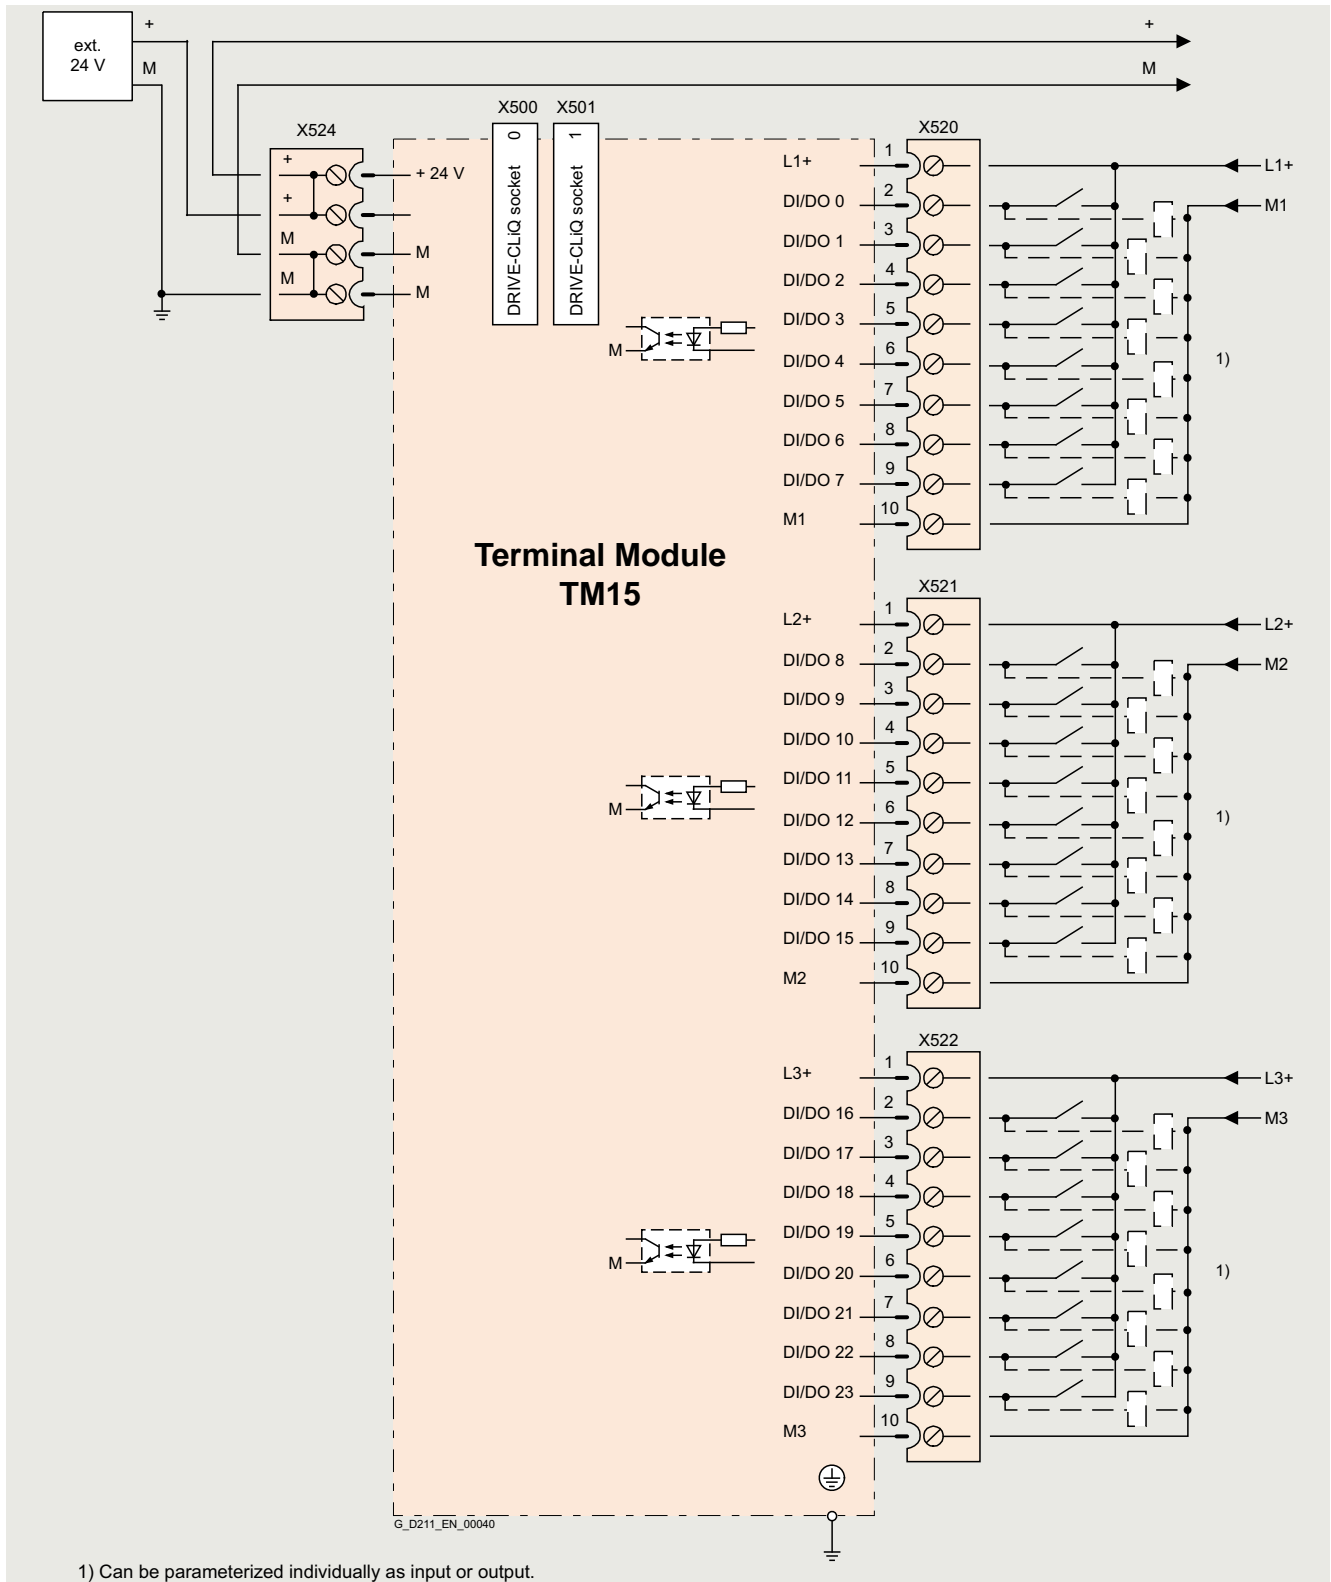 ext.
24 V
+
M
+
M
X524
+
+
M
M
+ 24 V
M
M
X500
X501
DRIVE-CLiQ socket 0
DRIVE-CLiQ socket 1
X520
L1+ 1
DI/DO 0 2
DI/DO 1 3
DI/DO 2 4
DI/DO 3 5
DI/DO 4 6
DI/DO 5 7
DI/DO 6 8
DI/DO 7 9
M1 10
L1+
M1
1)
M
Terminal Module
TM15
X521
L2+ 1
DI/DO 8 2
DI/DO 9 3
DI/DO 10 4
DI/DO 11 5
DI/DO 12 6
DI/DO 13 7
DI/DO 14 8
DI/DO 15 9
M2 10
L2+
M2
1)
M
X522
L3+ 1
DI/DO 16 2
DI/DO 17 3
DI/DO 18 4
DI/DO 19 5
DI/DO 20 6
DI/DO 21 7
DI/DO 22 8
DI/DO 23 9
M3 10
L3+
M3
1)
M
G_D211_EN_00040
1) Can be parameterized individually as input or output.